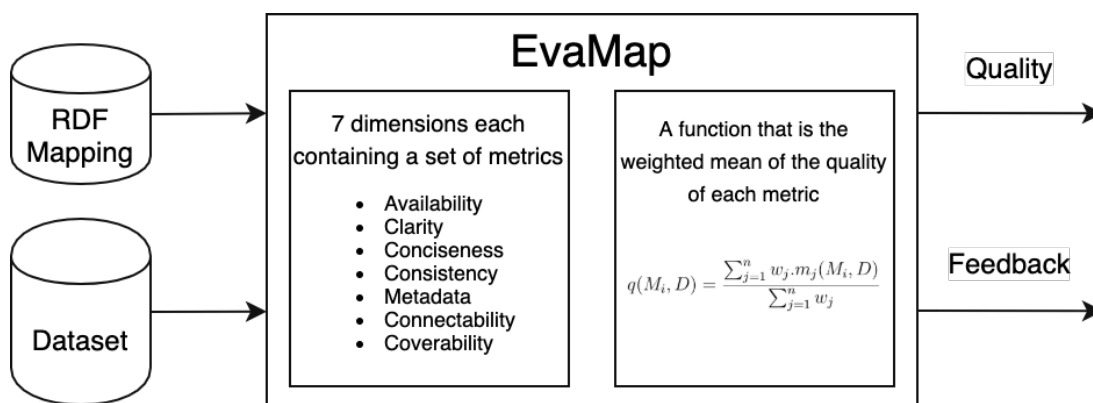 EvaMap
RDF
Mapping
Dataset
7 dimensions each
containing a set of metrics
• Availability
• Clarity
• Conciseness
• Consistency
• Metadata
• Connectability
• Coverability
A function that is the
weighted mean of the quality
of each metric
q(M_i, D) = \frac{\sum_{j=1}^{n} w_j.m_j(M_i, D)}{\sum_{j=1}^{n} w_j}
Quality
Feedback